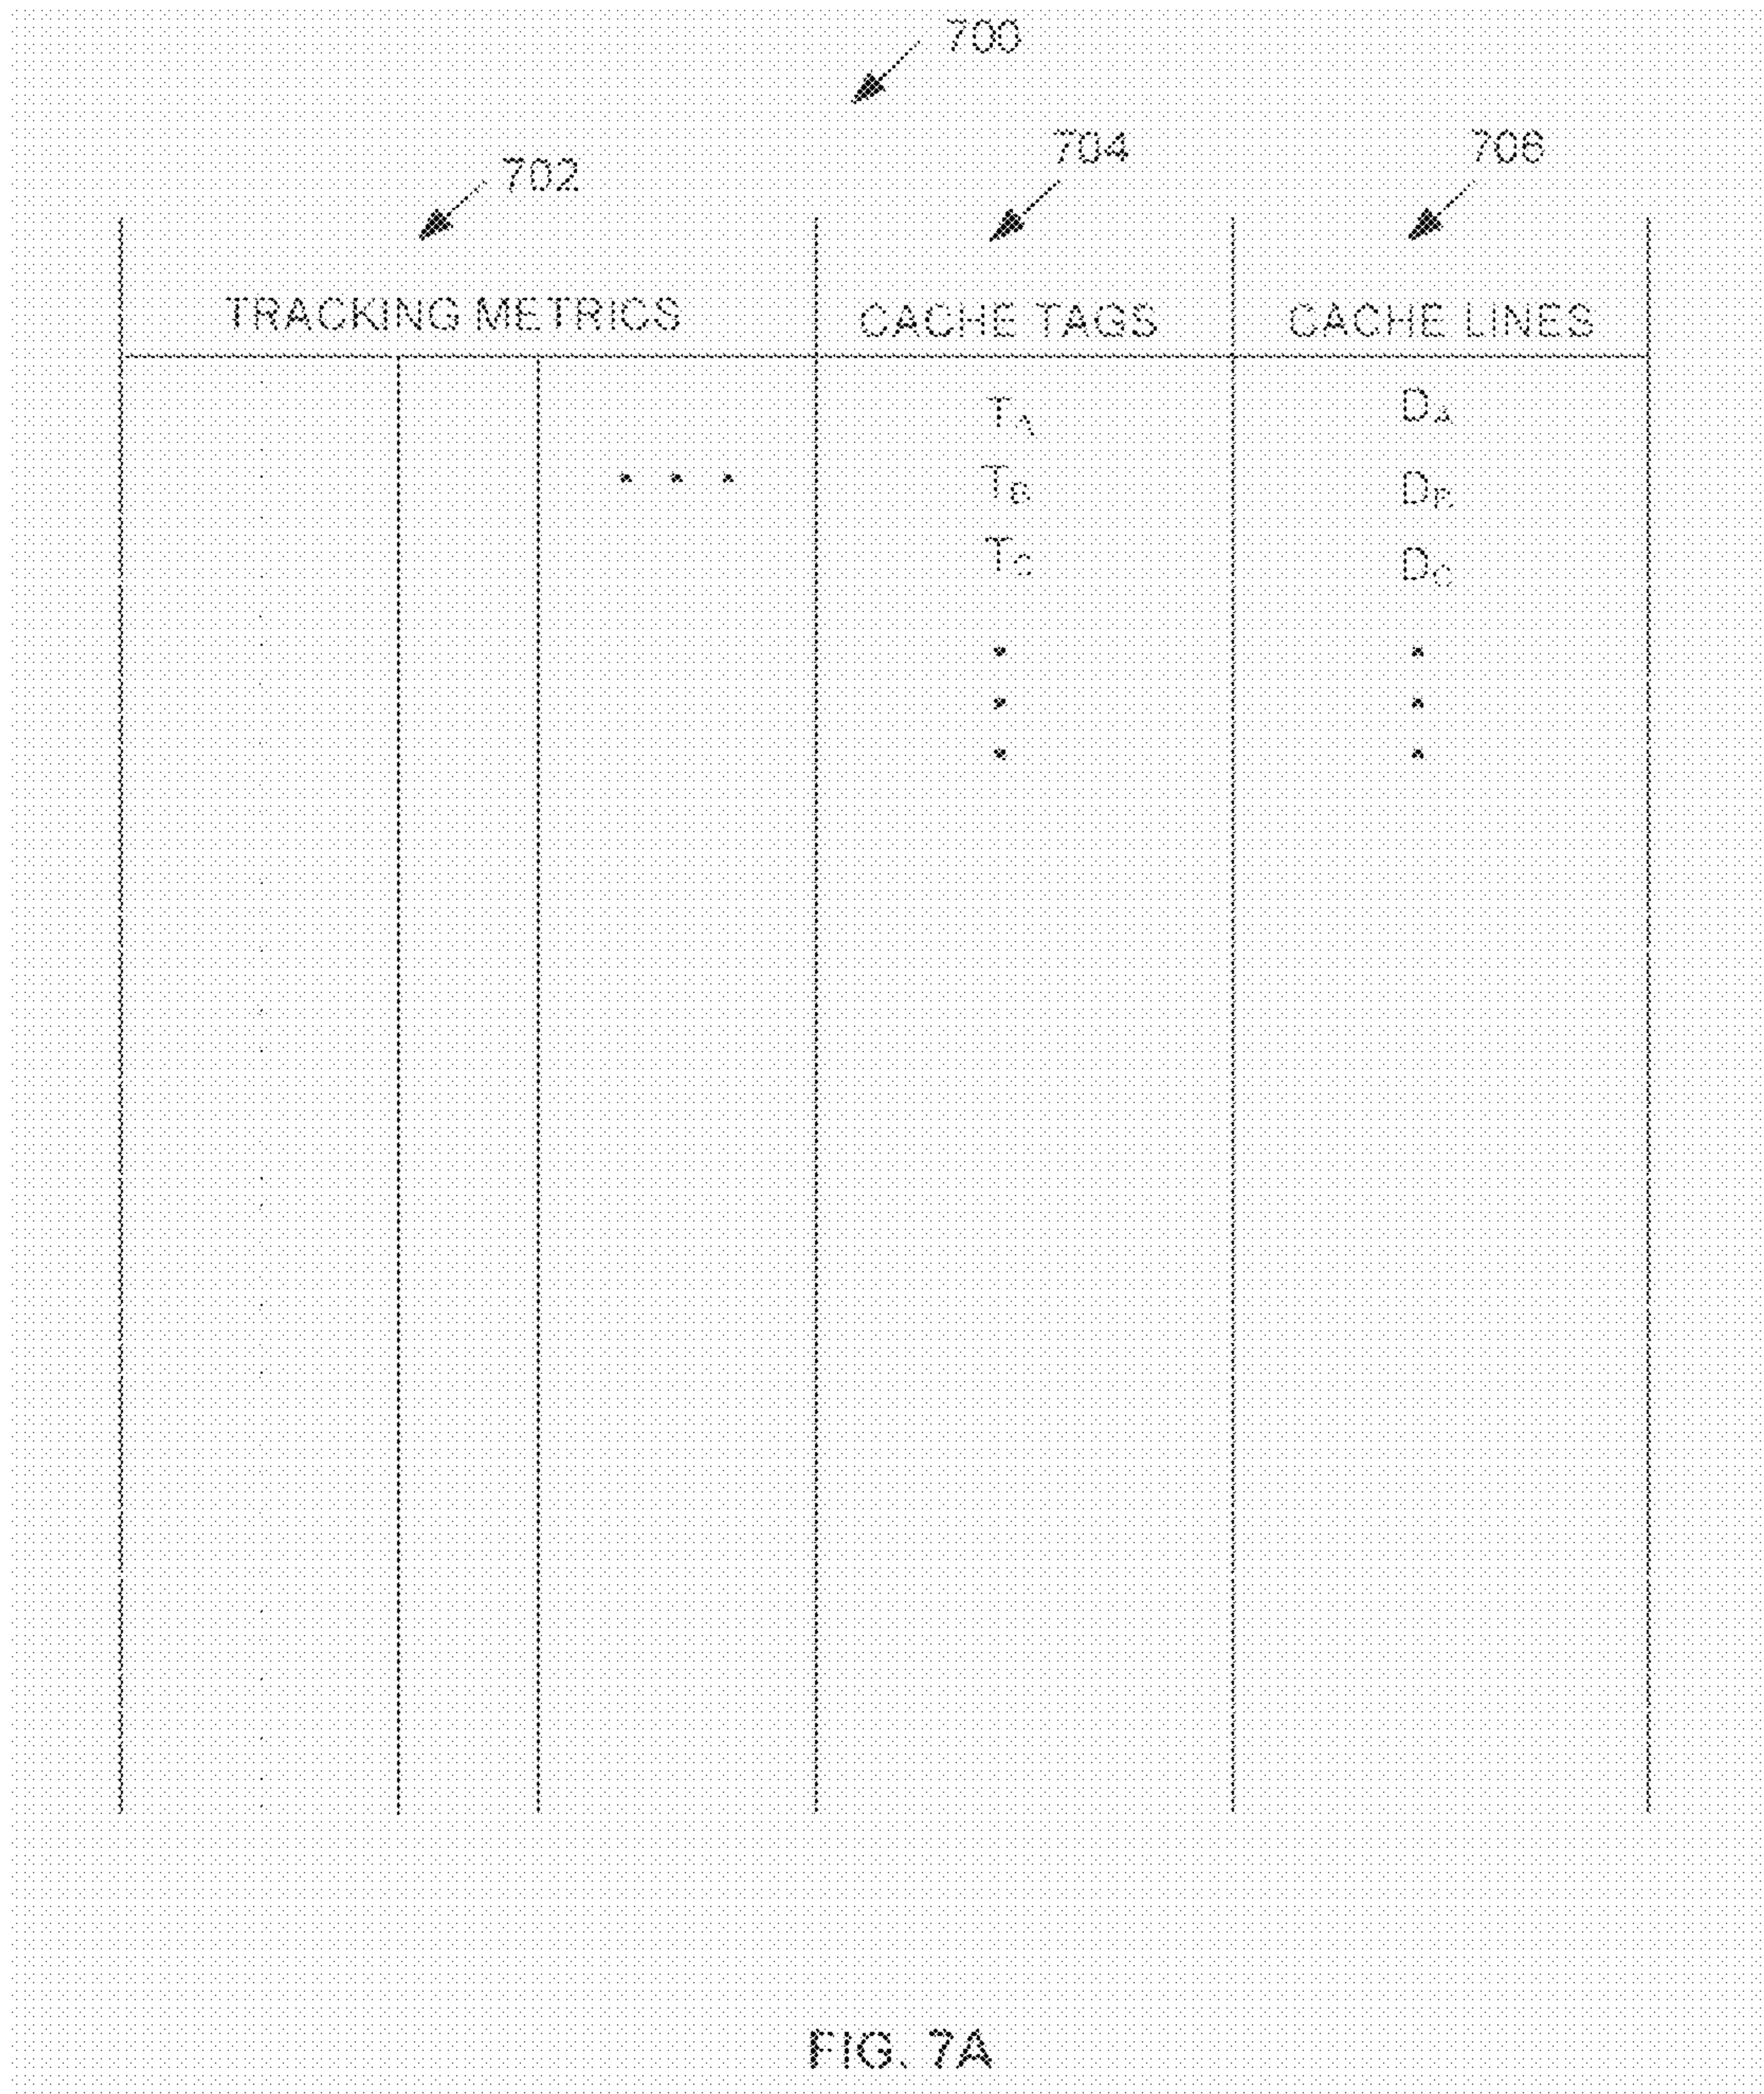 700
702
704
706
TRACKING METRICS
CACHE TAGS
CACHE LINES
TA
DA
. . .
TB
DB
TC
DC
FIG. 7A